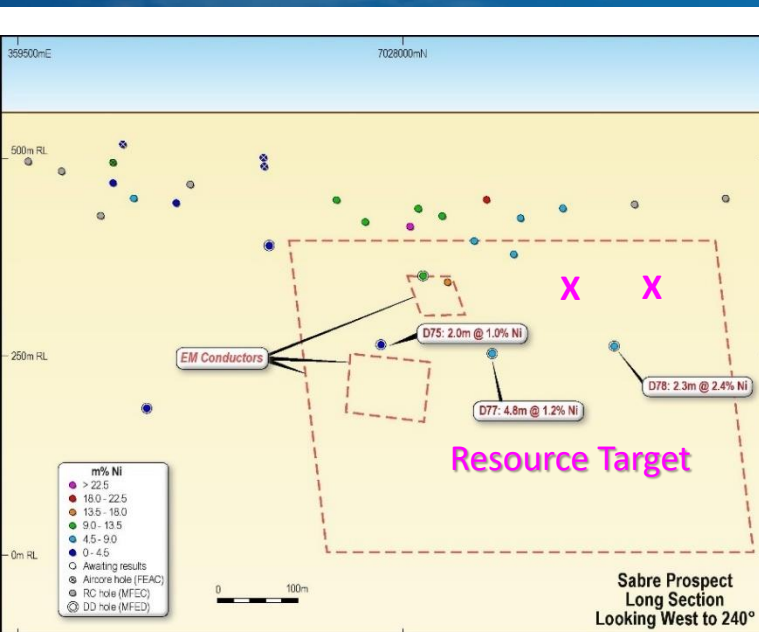 359500mE
7028000mN
500m RL
X X
D75: 2.0m @ 1.0% Ni
EM Conductors
250m RL
D78: 2.3m @ 2.4% Ni
D77: 4.8m @ 1.2% Ni
Resource Target
m% Ni
> 22.5
18.0 - 22.5
13.5 - 18.0
9.0 - 13.5
4.5 - 9.0
0 - 4.5
Awaiting results
Aircore hole (FEAC)
RC hole (MFEC)
DD hole (MFED)
0m RL
0 100m
Sabre Prospect
Long Section
Looking West to 240°